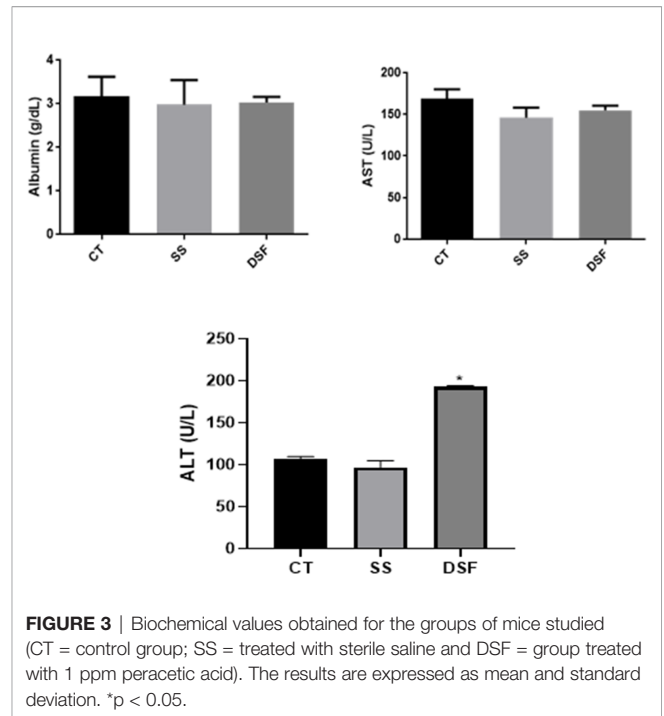 Albumin (g/dL)
4
3
2
1
0
CT
SS
DSF
AST (U/L)
200
150
100
50
0
CT
SS
DSF
ALT (U/L)
250
200
150
100
50
0
*
CT
SS
DSF
FIGURE 3 | Biochemical values obtained for the groups of mice studied
(CT = control group; SS = treated with sterile saline and DSF = group treated
with 1 ppm peracetic acid). The results are expressed as mean and standard
deviation. *p < 0.05.